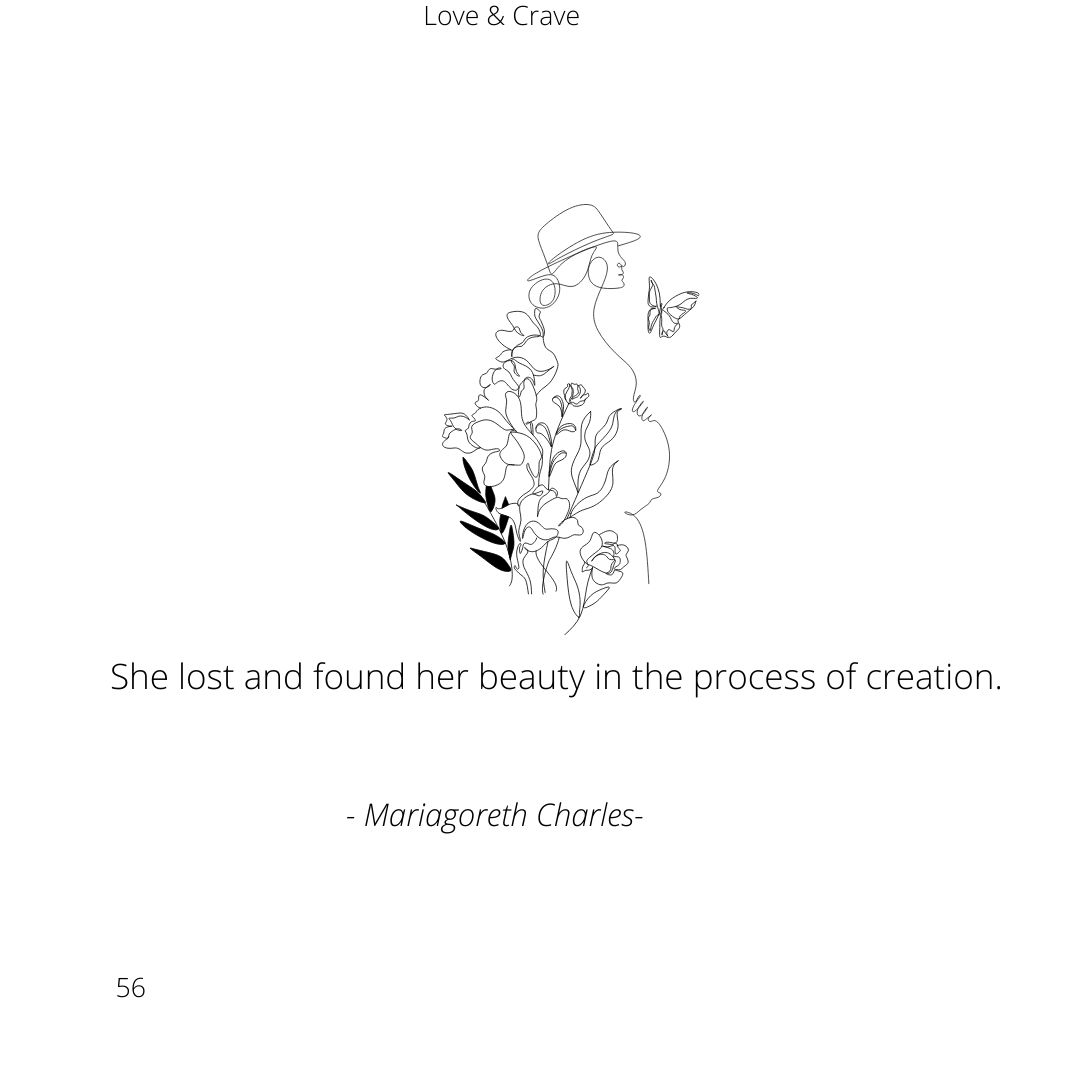 Love & Crave
She lost and found her beauty in the process of creation.
- Mariagoreth Charles-
56